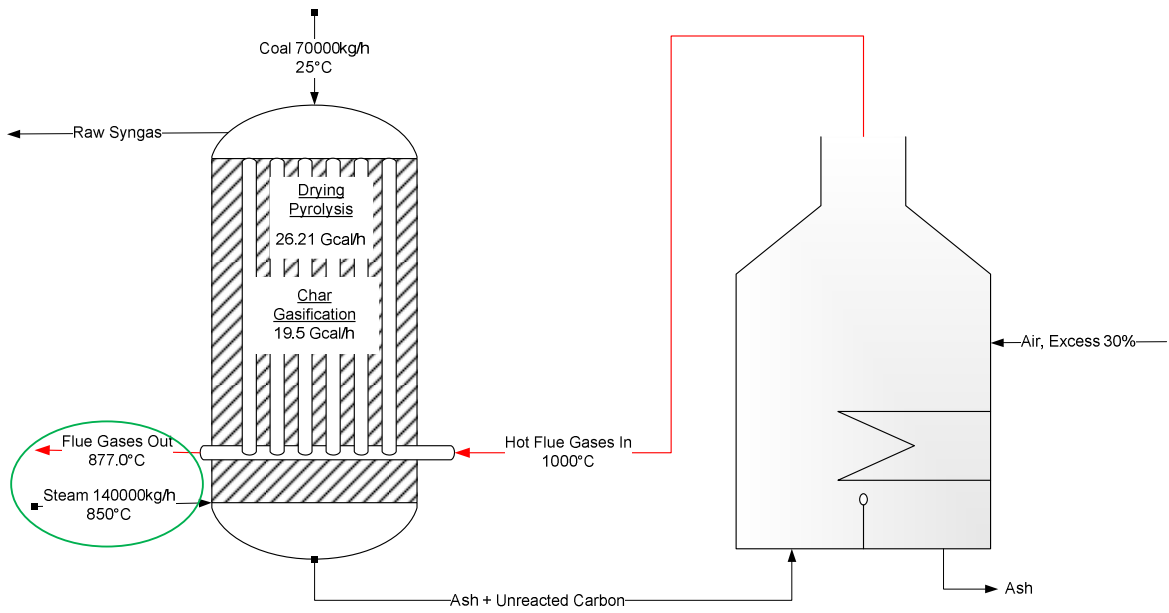 Coal 70000kg/h
25°C
Raw Syngas
Drying
Pyrolysis
26.21 Gcal/h
Char
Gasification
19.5 Gcal/h
Air, Excess 30%
Flue Gases Out
877.0°C
Hot Flue Gases In
1000°C
Steam 140000kg/h
850°C
Ash
Ash + Unreacted Carbon